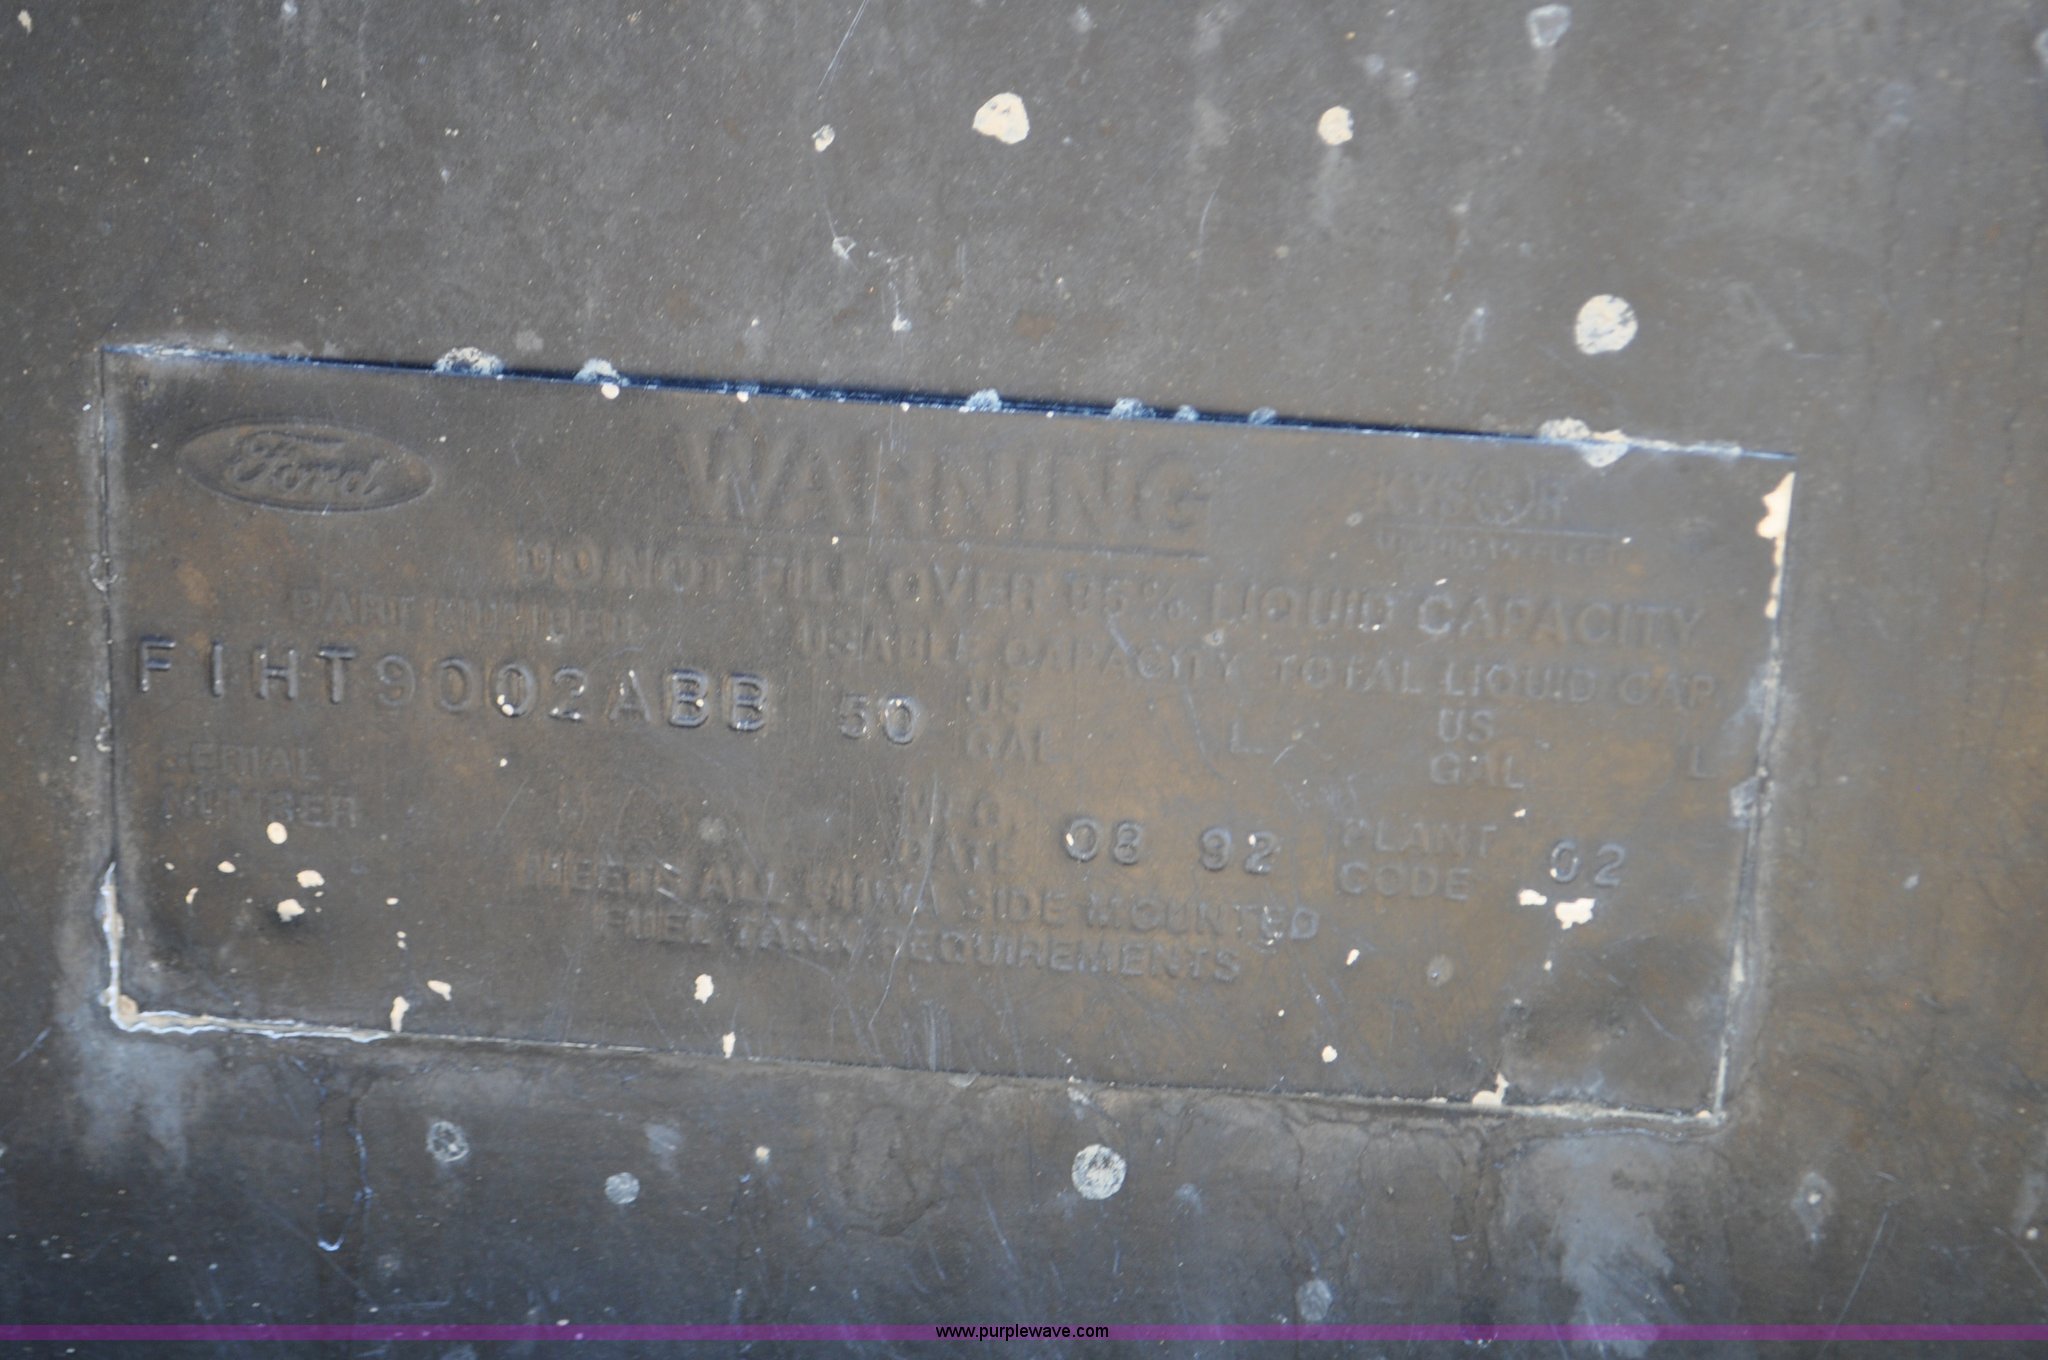 Ford
WARNING
KYSOR
DO NOT FILL OVER 95% LIQUID CAPACITY
PART NUMBER USABLE CAPACITY TOTAL LIQUID CAP.
F1HT9002ABB 50 US GAL L US GAL L
SERIAL NUMBER
MFG. DATE 08 92 PLANT CODE 02
MEETS ALL BMCS SIDE MOUNTED
FUEL TANK REQUIREMENTS
www.purplewave.com